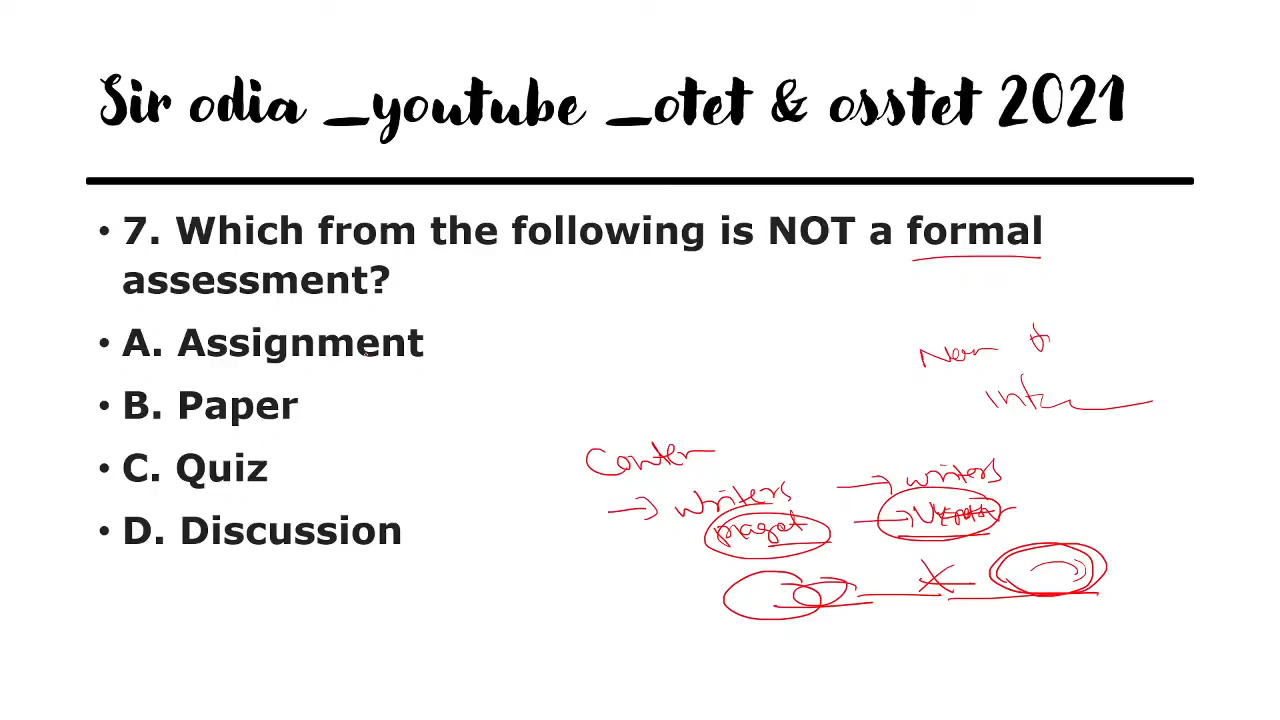 Sir odia _youtube _otet & osstet 2021
• 7. Which from the following is NOT a formal
assessment?
• A. Assignment
• B. Paper
• C. Quiz
• D. Discussion
→ writers
→ writers
piaget